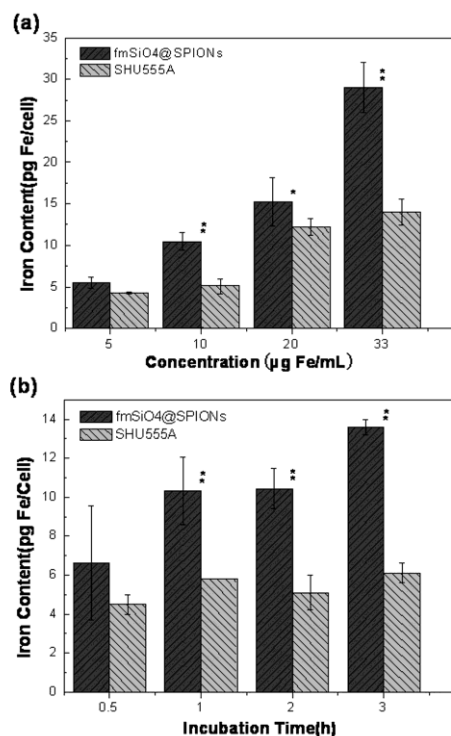 (a)
35
30
25
20
15
10
5
0
Iron Content(pg Fe/cell)
fmSiO4@SPIONs
SHU555A
**
*
**
5 10 20 33
Concentration (μg Fe/mL)
(b)
14
12
10
8
6
4
2
0
Iron Content(pg Fe/Cell)
fmSiO4@SPIONs
SHU555A
**
**
**
0.5 1 2 3
Incubation Time(h)